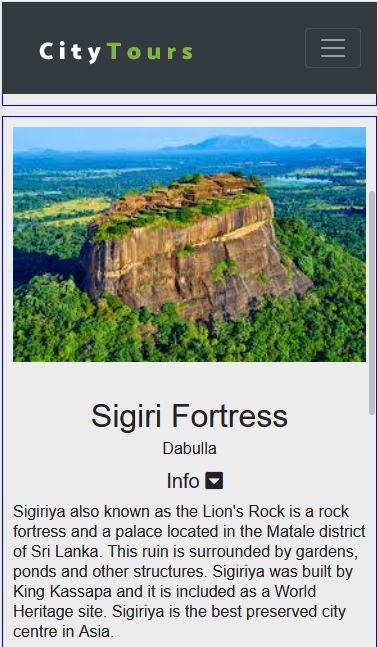 CityTours
Sigiri Fortress
Dabulla
Info
Sigiriya also known as the Lion's Rock is a rock
fortress and a palace located in the Matale district
of Sri Lanka. This ruin is surrounded by gardens,
ponds and other structures. Sigiriya was built by
King Kassapa and it is included as a World
Heritage site. Sigiriya is the best preserved city
centre in Asia.